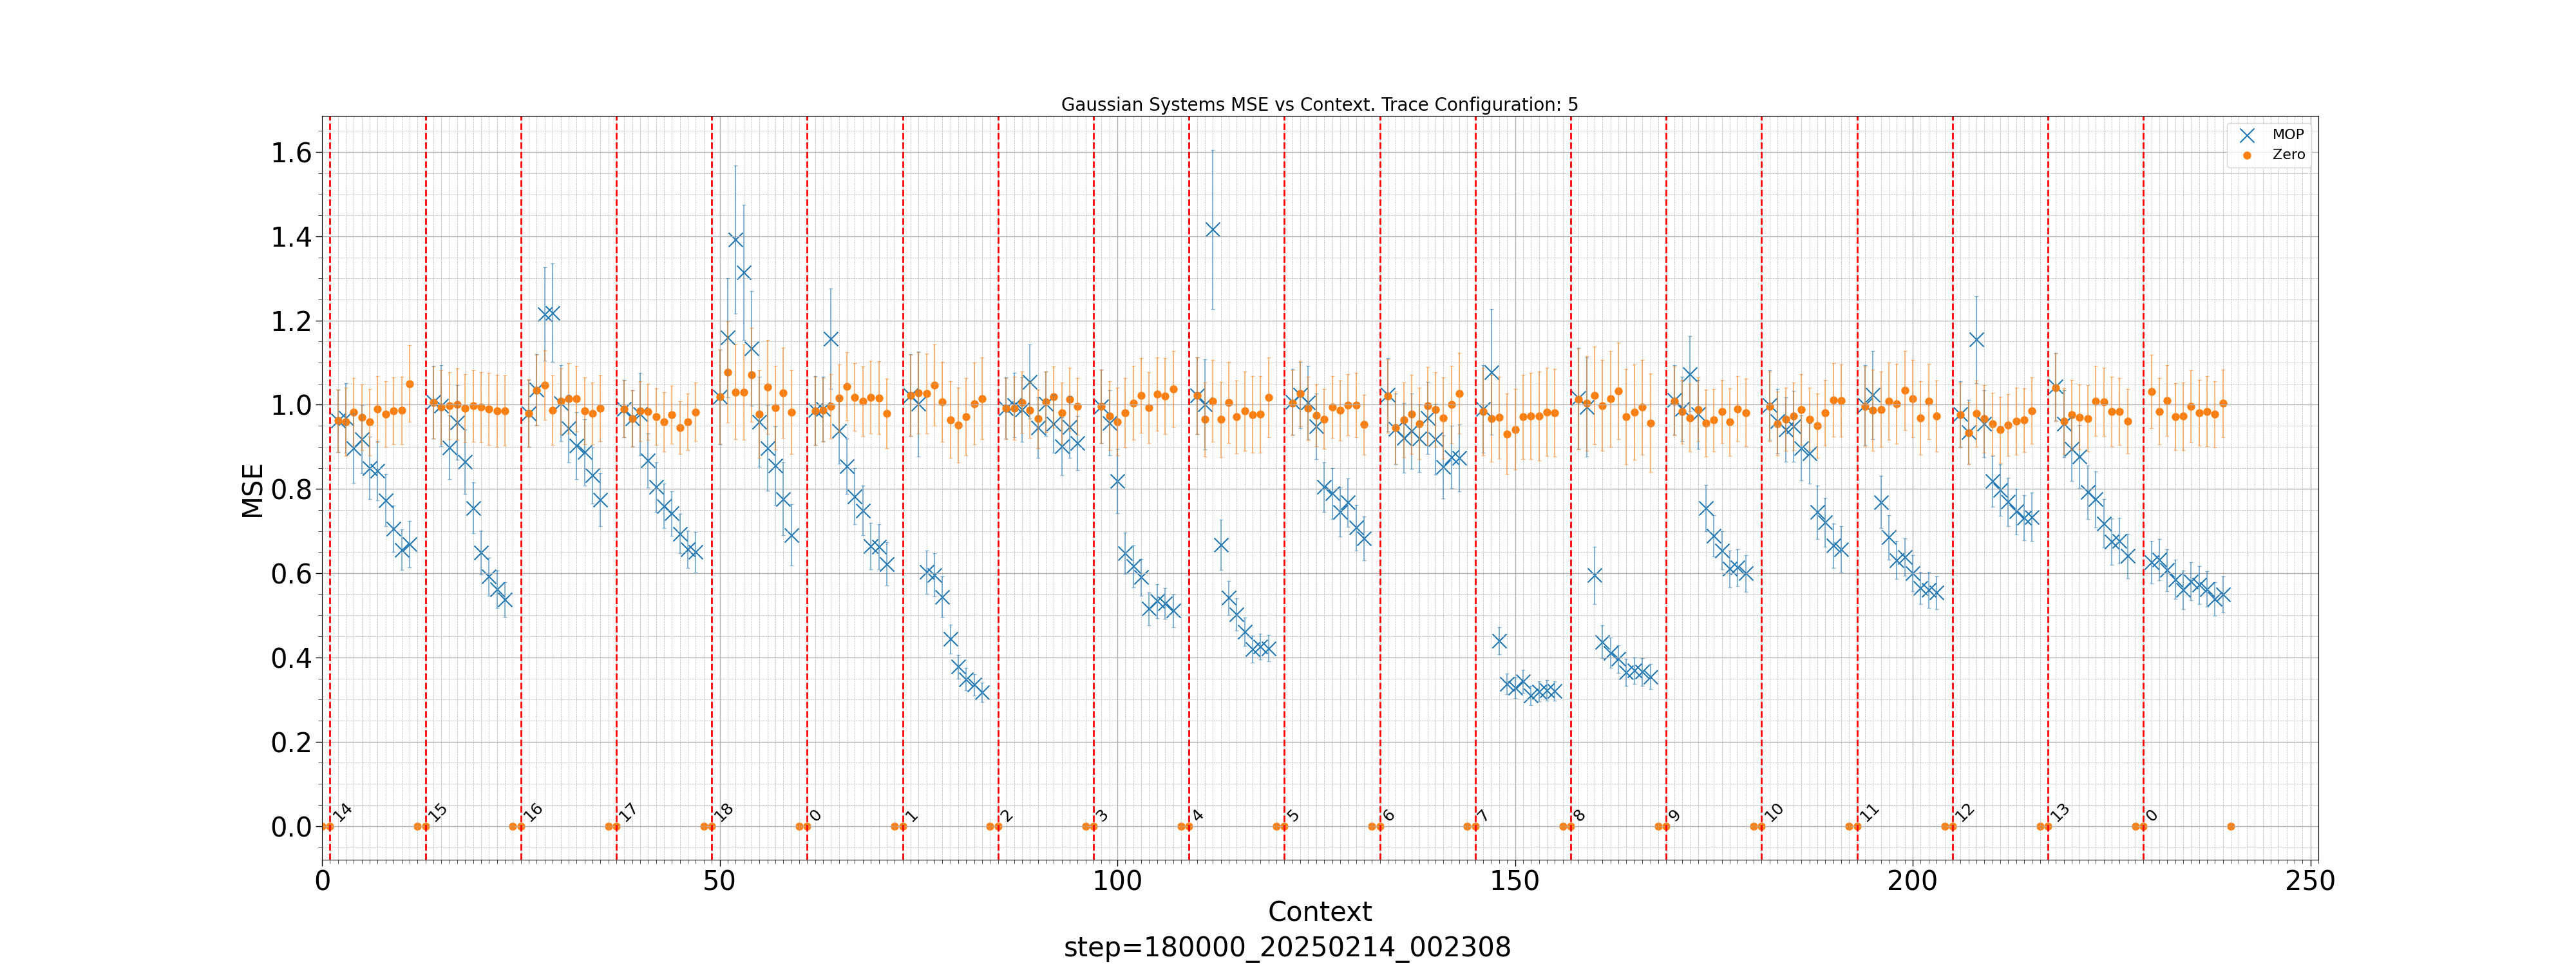 Gaussian Systems MSE vs Context. Trace Configuration: 5
MOP
Zero
1.6
1.4
1.2
1.0
0.8
0.6
0.4
0.2
0.0
MSE
14 15 16 17 18 0 1 2 3 4 5 6 7 8 9 10 11 12 13 0
0 50 100 150 200 250
Context
step=180000_20250214_002308